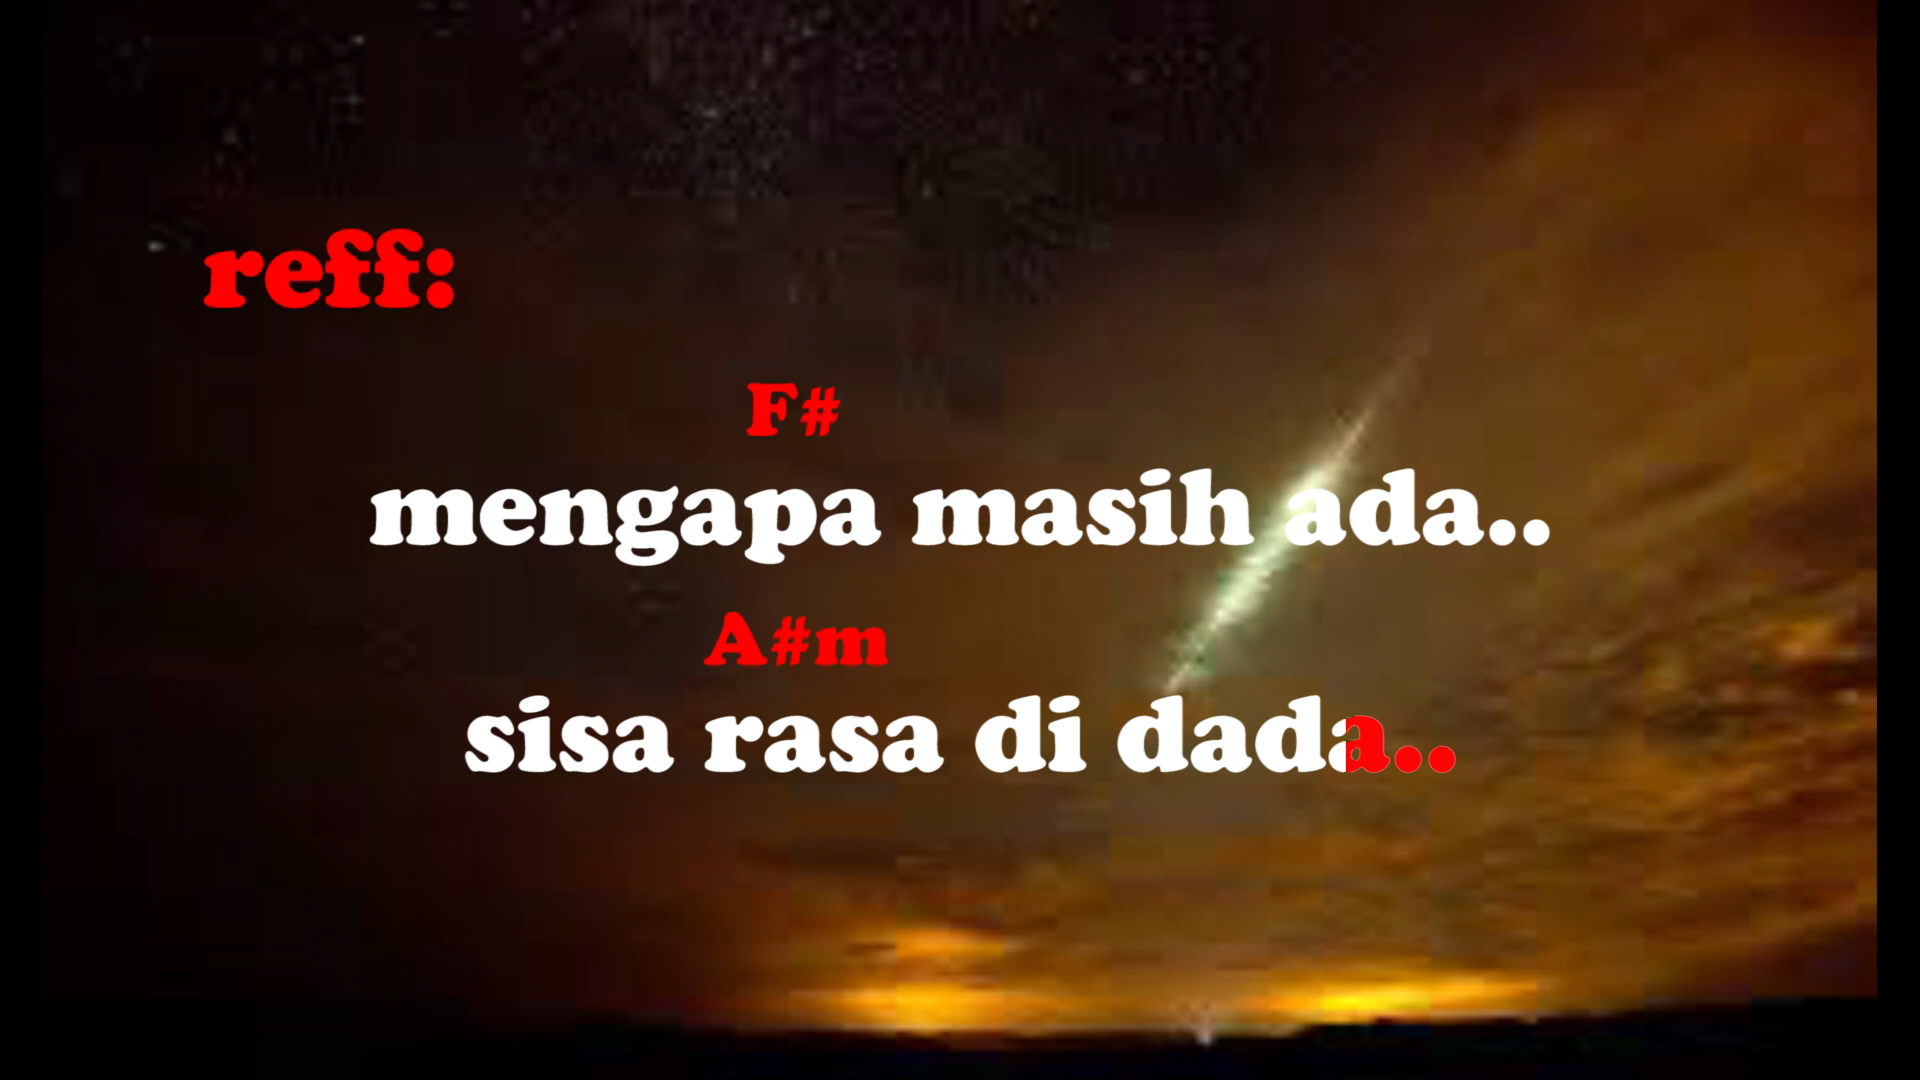 reff:
F#
mengapa masih ada..
A#m
sisa rasa di dada..